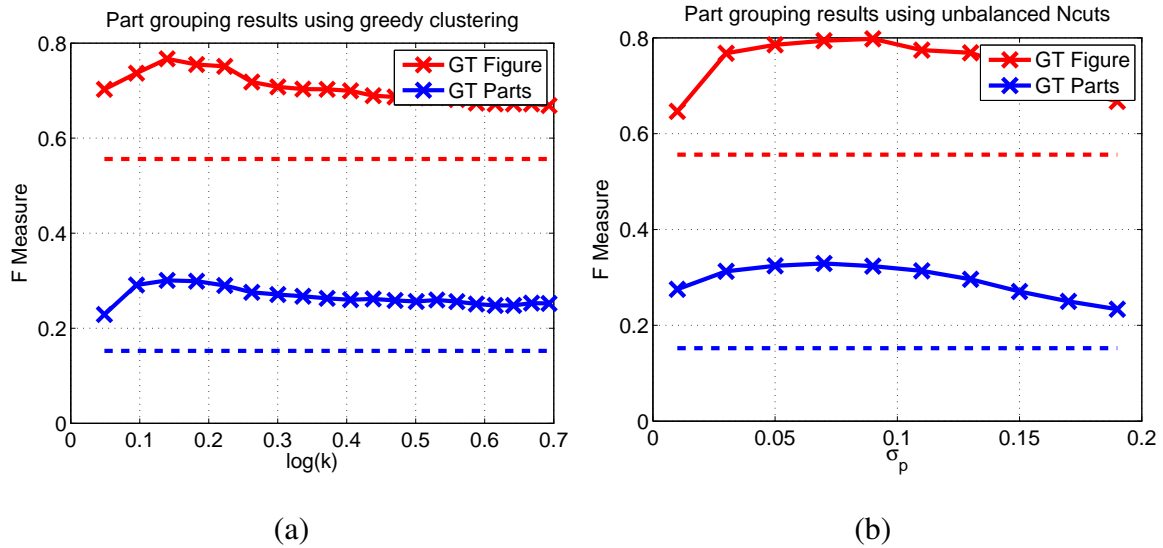 Part grouping results using greedy clustering
0.8
0.6
0.4
0.2
0
F Measure
GT Figure
GT Parts
0 0.1 0.2 0.3 0.4 0.5 0.6 0.7
log(k)
(a)
Part grouping results using unbalanced Ncuts
0.8
0.6
0.4
0.2
0
F Measure
GT Figure
GT Parts
0 0.05 0.1 0.15 0.2
σp
(b)